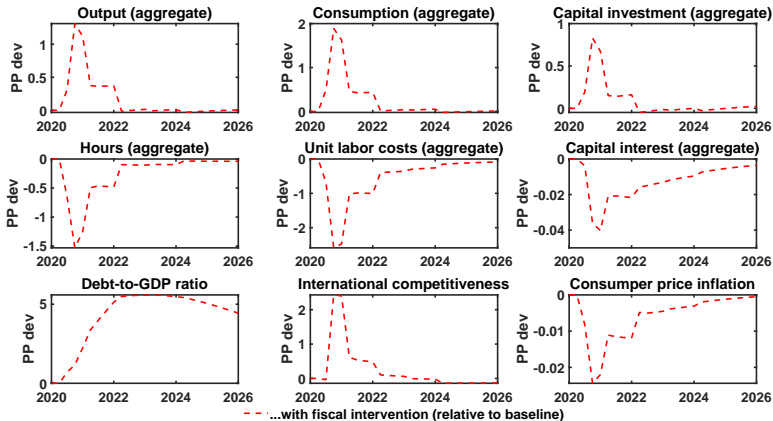 Output (aggregate)
PP dev
1
0.5
0
2020 2022 2024 2026
Consumption (aggregate)
PP dev
2
1
0
2020 2022 2024 2026
Capital investment (aggregate)
PP dev
1
0.5
0
2020 2022 2024 2026
Hours (aggregate)
PP dev
0
-0.5
-1
-1.5
2020 2022 2024 2026
Unit labor costs (aggregate)
PP dev
0
-1
-2
2020 2022 2024 2026
Capital interest (aggregate)
PP dev
0
-0.02
-0.04
2020 2022 2024 2026
Debt-to-GDP ratio
PP dev
5
0
2020 2022 2024 2026
International competitiveness
PP dev
2
1
0
2020 2022 2024 2026
Consumper price inflation
PP dev
0
-0.01
-0.02
2020 2022 2024 2026
...with fiscal intervention (relative to baseline)